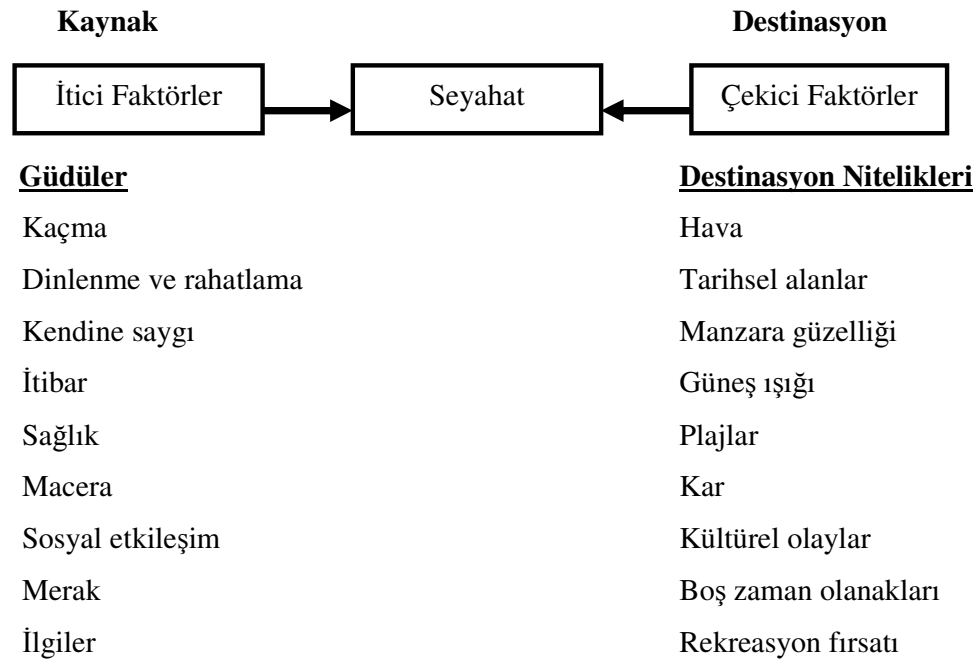 Kaynak Destinasyon
İtici Faktörler Seyahat Çekici Faktörler
Güdüler Destinasyon Nitelikleri
Kaçma Hava
Dinlenme ve rahatlama Tarihsel alanlar
Kendine saygı Manzara güzelliği
İtibar Güneş ışığı
Sağlık Plajlar
Macera Kar
Sosyal etkileşim Kültürel olaylar
Merak Boş zaman olanakları
İlgiler Rekreasyon fırsatı